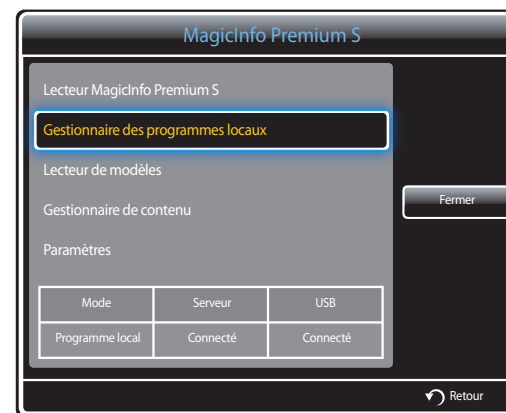 MagicInfo Premium S
Lecteur MagicInfo Premium S
Gestionnaire des programmes locaux
Lecteur de modèles
Gestionnaire de contenu
Fermer
Paramètres
Mode Serveur USB
Programme local Connecté Connecté
Retour